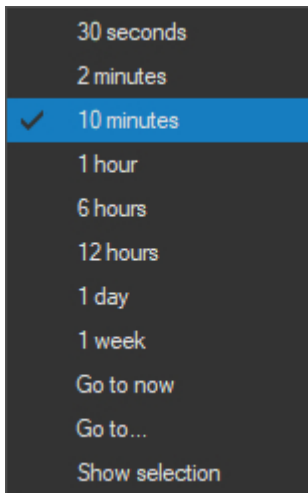 30 seconds
2 minutes
10 minutes
1 hour
6 hours
12 hours
1 day
1 week
Go to now
Go to...
Show selection